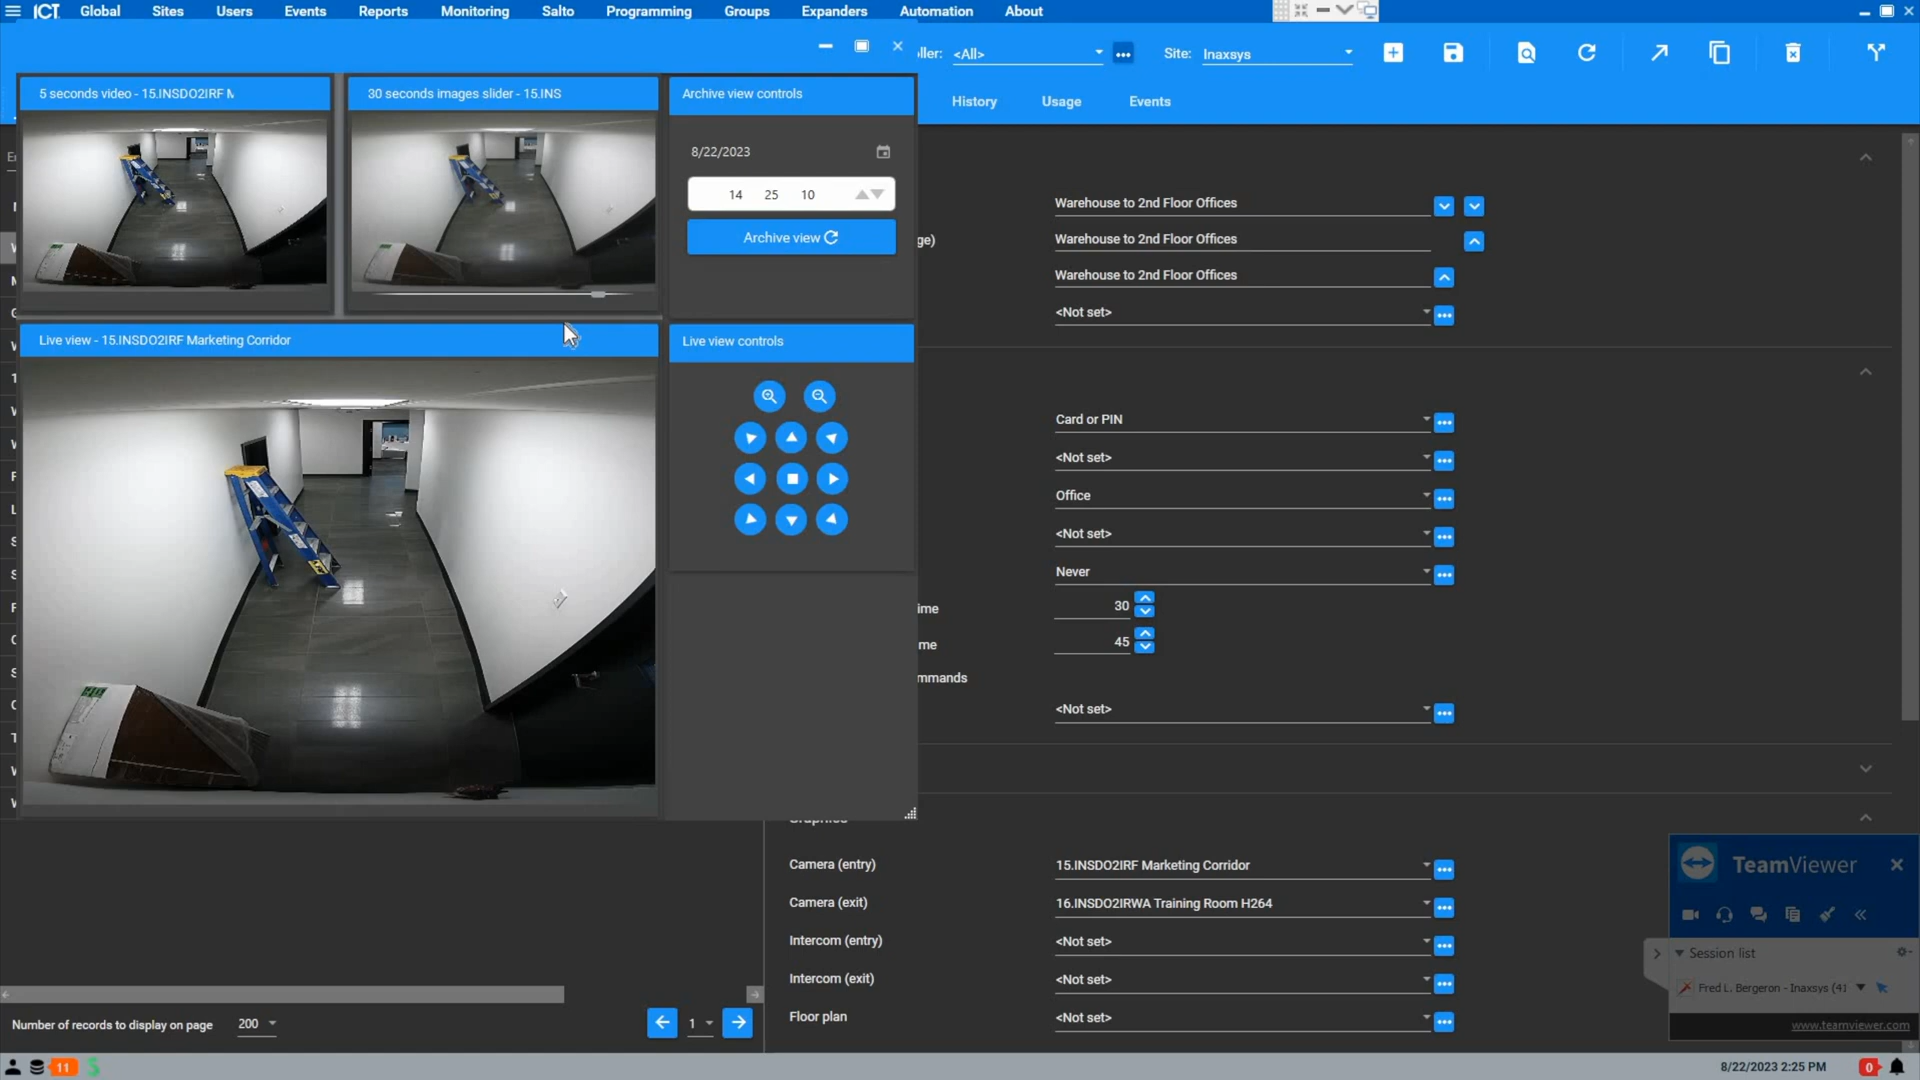 ICT Global Sites Users Events Reports Monitoring Salto Programming Groups Expanders Automation About
ller: <All> Site: Inaxsys
History Usage Events
5 seconds video - 15.INSDO2IRF M
30 seconds images slider - 15.INS
Archive view controls
8/22/2023
14 25 10
Archive view
Live view - 15.INSDO2IRF Marketing Corridor
Live view controls
Warehouse to 2nd Floor Offices
ge) Warehouse to 2nd Floor Offices
Warehouse to 2nd Floor Offices
<Not set>
Card or PIN
<Not set>
Office
<Not set>
Never
ime 30
me 45
mmands
<Not set>
Graphics
Camera (entry) 15.INSDO2IRF Marketing Corridor
Camera (exit) 16.INSDO2IRWA Training Room H264
Intercom (entry) <Not set>
Intercom (exit) <Not set>
Floor plan <Not set>
Number of records to display on page 200
1
TeamViewer
Session list
Fred L. Bergeron - Inaxsys (41
www.teamviewer.com
11
8/22/2023 2:25 PM
0